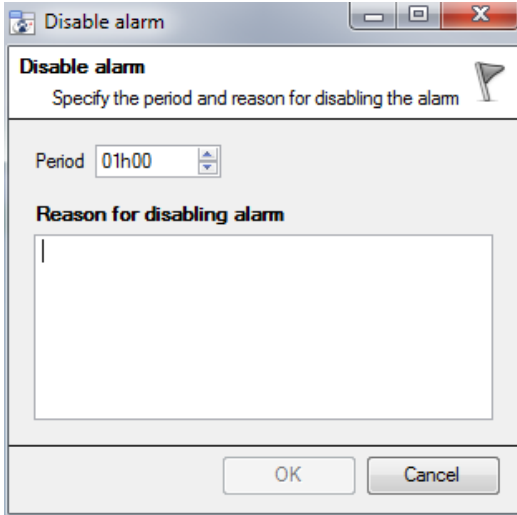 Disable alarm
Disable alarm
Specify the period and reason for disabling the alarm
Period 01h00
Reason for disabling alarm
OK Cancel